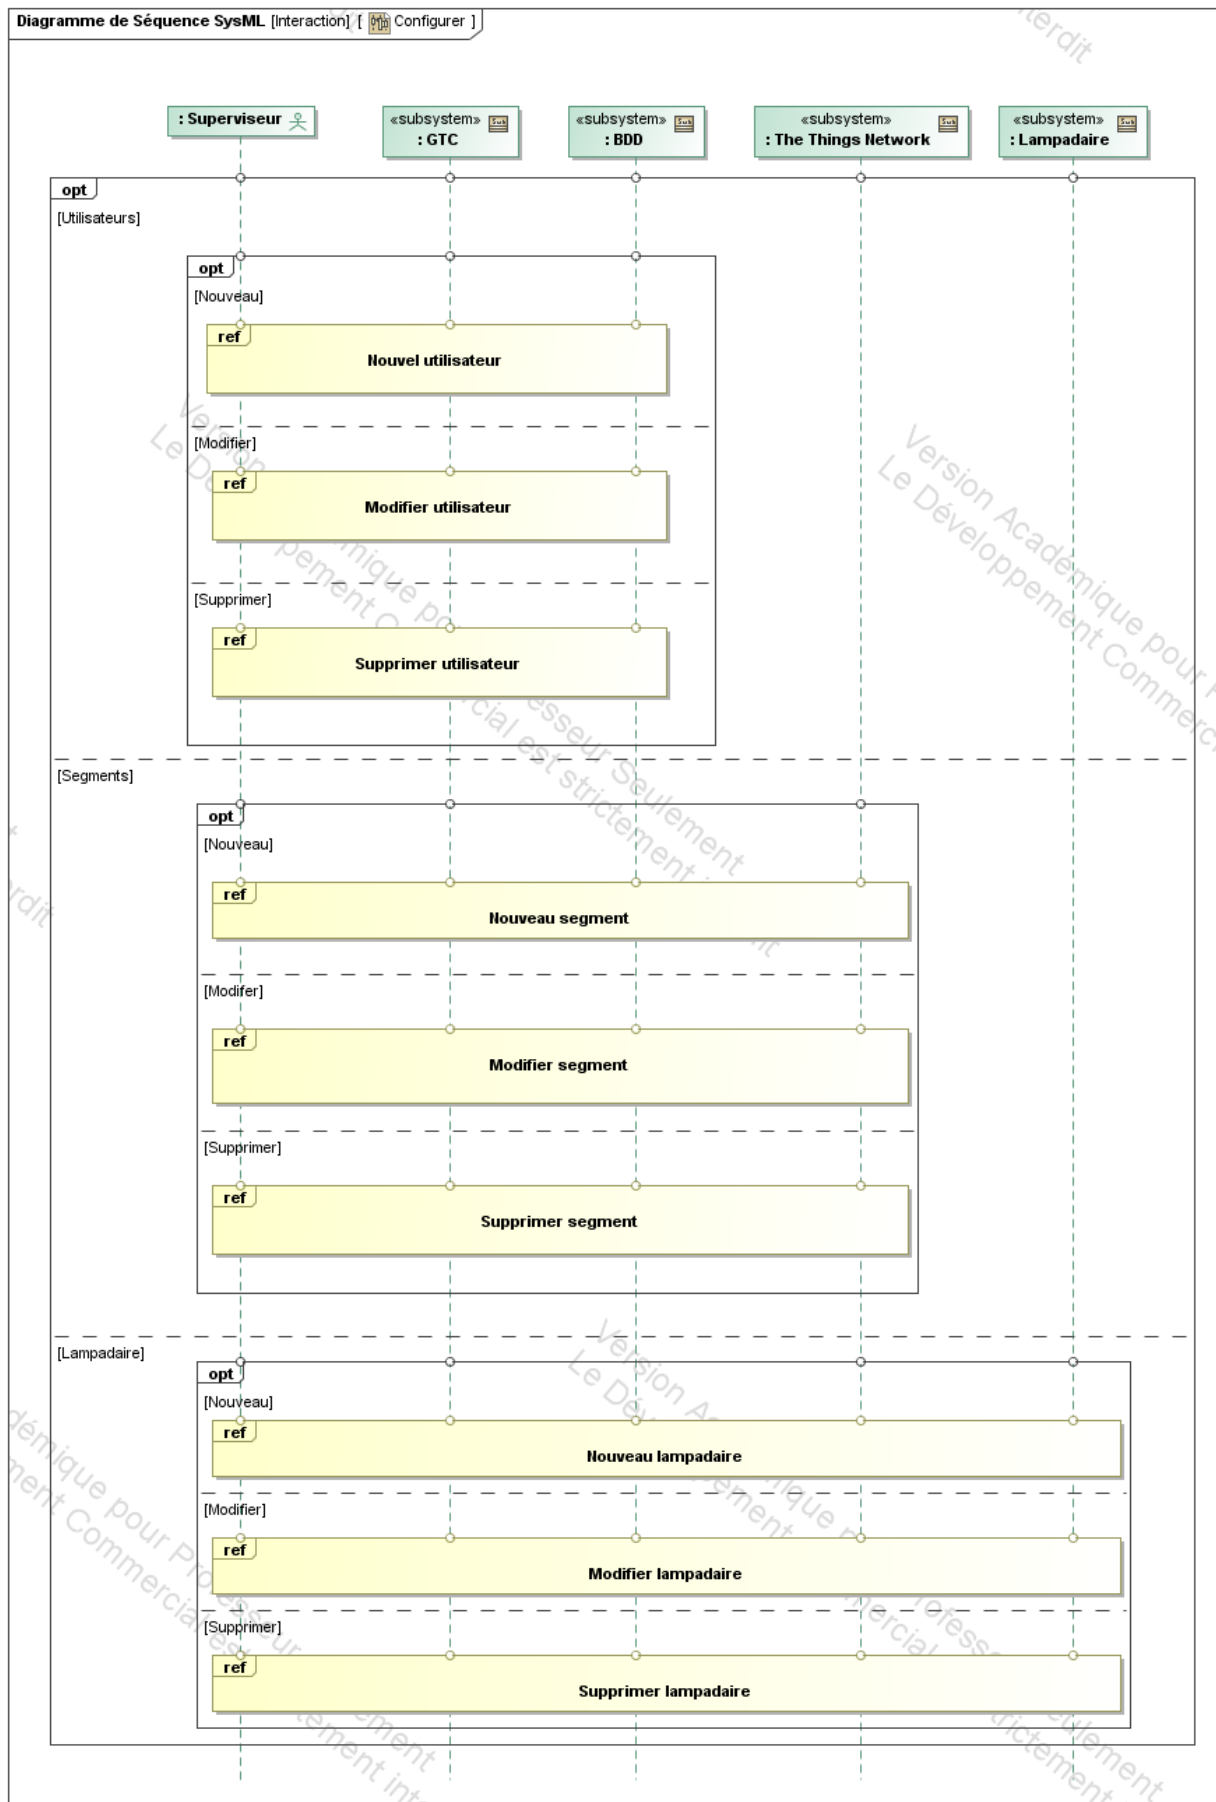 Diagramme de Séquence SysML [Interaction] [ Configurer ]
: Superviseur
«subsystem»
: GTC
«subsystem»
: BDD
«subsystem»
: The Things Network
«subsystem»
: Lampadaire
opt
[Utilisateurs]
opt
[Nouveau]
ref
Nouvel utilisateur
[Modifier]
ref
Modifier utilisateur
[Supprimer]
ref
Supprimer utilisateur
[Segments]
opt
[Nouveau]
ref
Nouveau segment
[Modifer]
ref
Modifier segment
[Supprimer]
ref
Supprimer segment
[Lampadaire]
opt
[Nouveau]
ref
Nouveau lampadaire
[Modifier]
ref
Modifier lampadaire
[Supprimer]
ref
Supprimer lampadaire
Version Académique pour
Le Développement Commerci